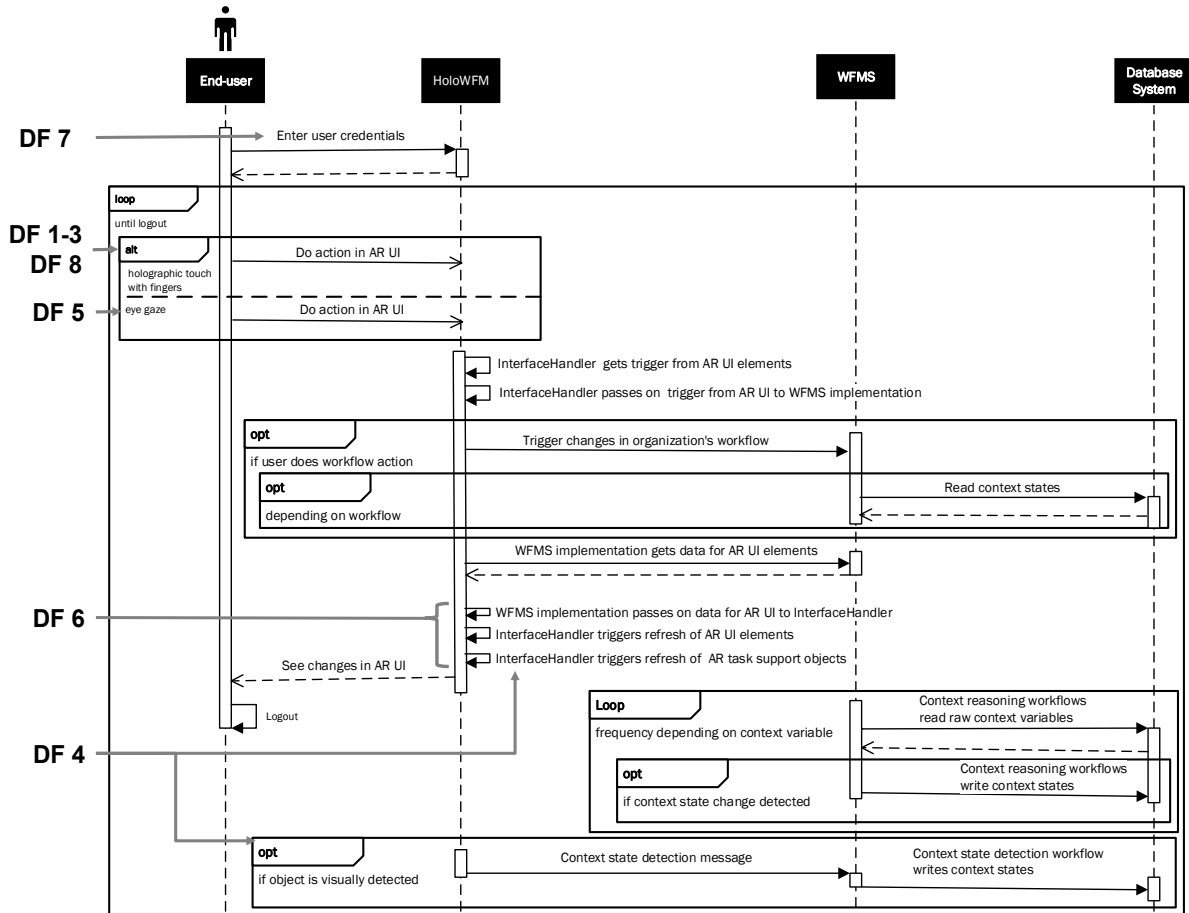 End-user
HoloWFM
WFMS
Database
System
DF 7
Enter user credentials
loop
until logout
DF 1-3
DF 8
alt
Do action in AR UI
holographic touch
with fingers
DF 5
eye gaze
Do action in AR UI
InterfaceHandler gets trigger from AR UI elements
InterfaceHandler passes on trigger from AR UI to WFMS implementation
opt
Trigger changes in organization's workflow
if user does workflow action
opt
Read context states
depending on workflow
WFMS implementation gets data for AR UI elements
DF 6
WFMS implementation passes on data for AR UI to InterfaceHandler
InterfaceHandler triggers refresh of AR UI elements
InterfaceHandler triggers refresh of AR task support objects
See changes in AR UI
Logout
Loop
frequency depending on context variable
Context reasoning workflows
read raw context variables
DF 4
opt
if context state change detected
Context reasoning workflows
write context states
opt
if object is visually detected
Context state detection message
Context state detection workflow
writes context states